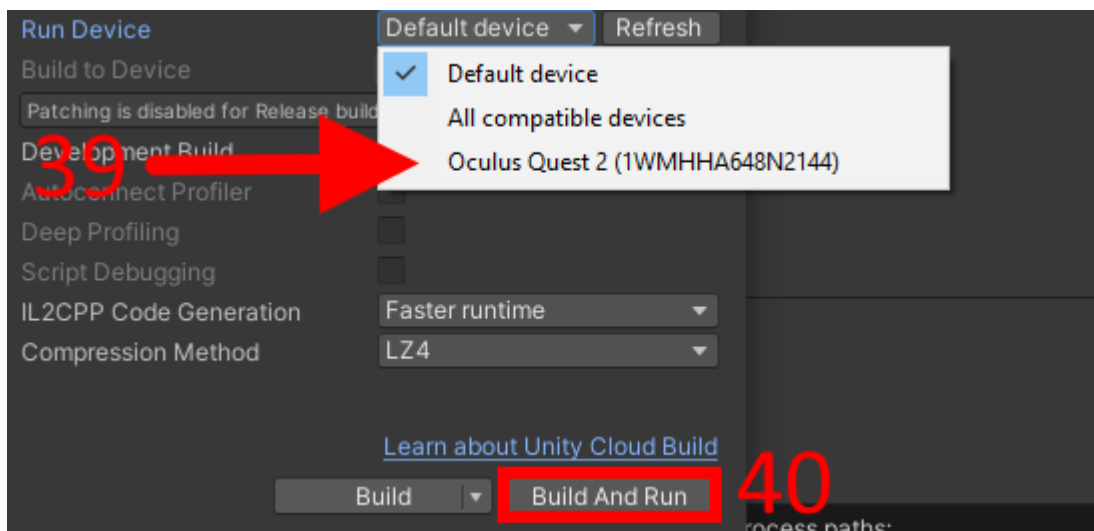 Run Device Default device Refresh
Build to Device Default device
Patching is disabled for Release build All compatible devices
Development Build Oculus Quest 2 (1WMHHA648N2144)
39
Autoconnect Profiler
Deep Profiling
Script Debugging
IL2CPP Code Generation Faster runtime
Compression Method LZ4
Learn about Unity Cloud Build
Build Build And Run 40
rocess paths: